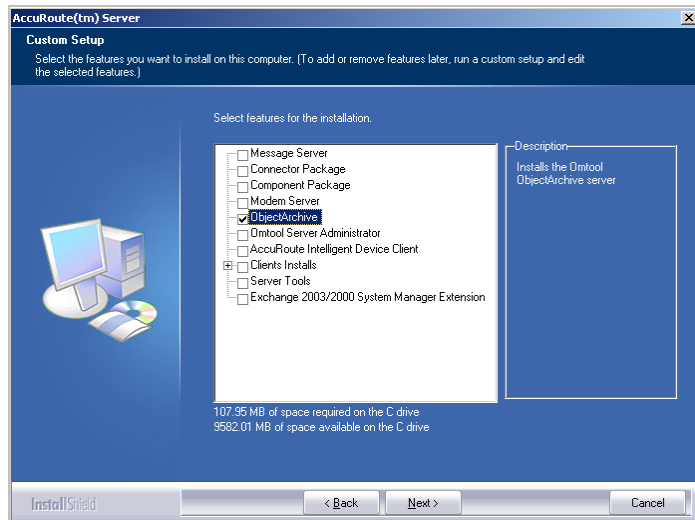 AccuRoute(tm) Server
Custom Setup
Select the features you want to install on this computer. (To add or remove features later, run a custom setup and edit
the selected features.)
Select features for the installation.
Message Server
Connector Package
Component Package
Modem Server
ObjectArchive
Omtool Server Administrator
AccuRoute Intelligent Device Client
Clients Installs
Server Tools
Exchange 2003/2000 System Manager Extension
Description
Installs the Omtool
ObjectArchive server
107.95 MB of space required on the C drive
9582.01 MB of space available on the C drive
InstallShield
< Back
Next >
Cancel